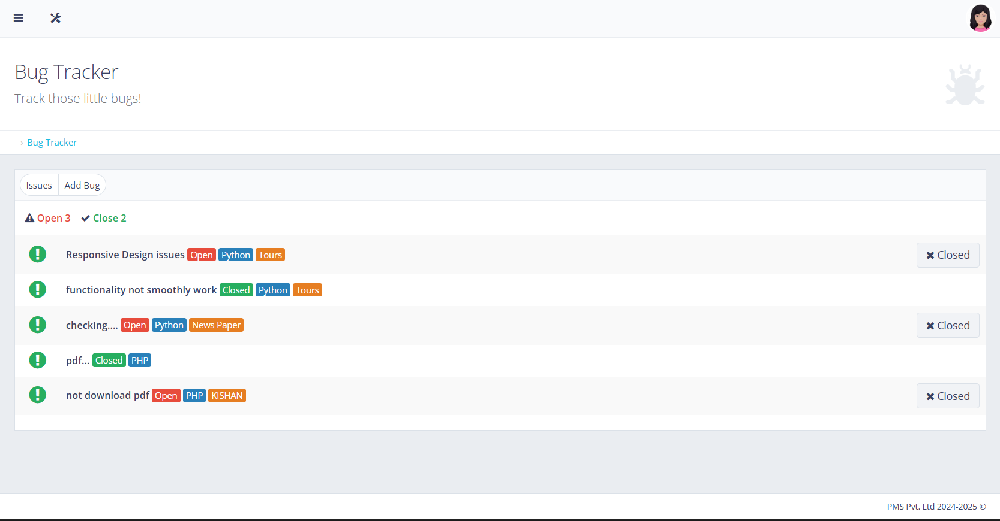 Bug Tracker
Track those little bugs!
› Bug Tracker
Issues Add Bug
Open 3 Close 2
Responsive Design issues Open Python Tours Closed
functionality not smoothly work Closed Python Tours
checking.... Open Python News Paper Closed
pdf... Closed PHP
not download pdf Open PHP KISHAN Closed
PMS Pvt. Ltd 2024-2025 ©